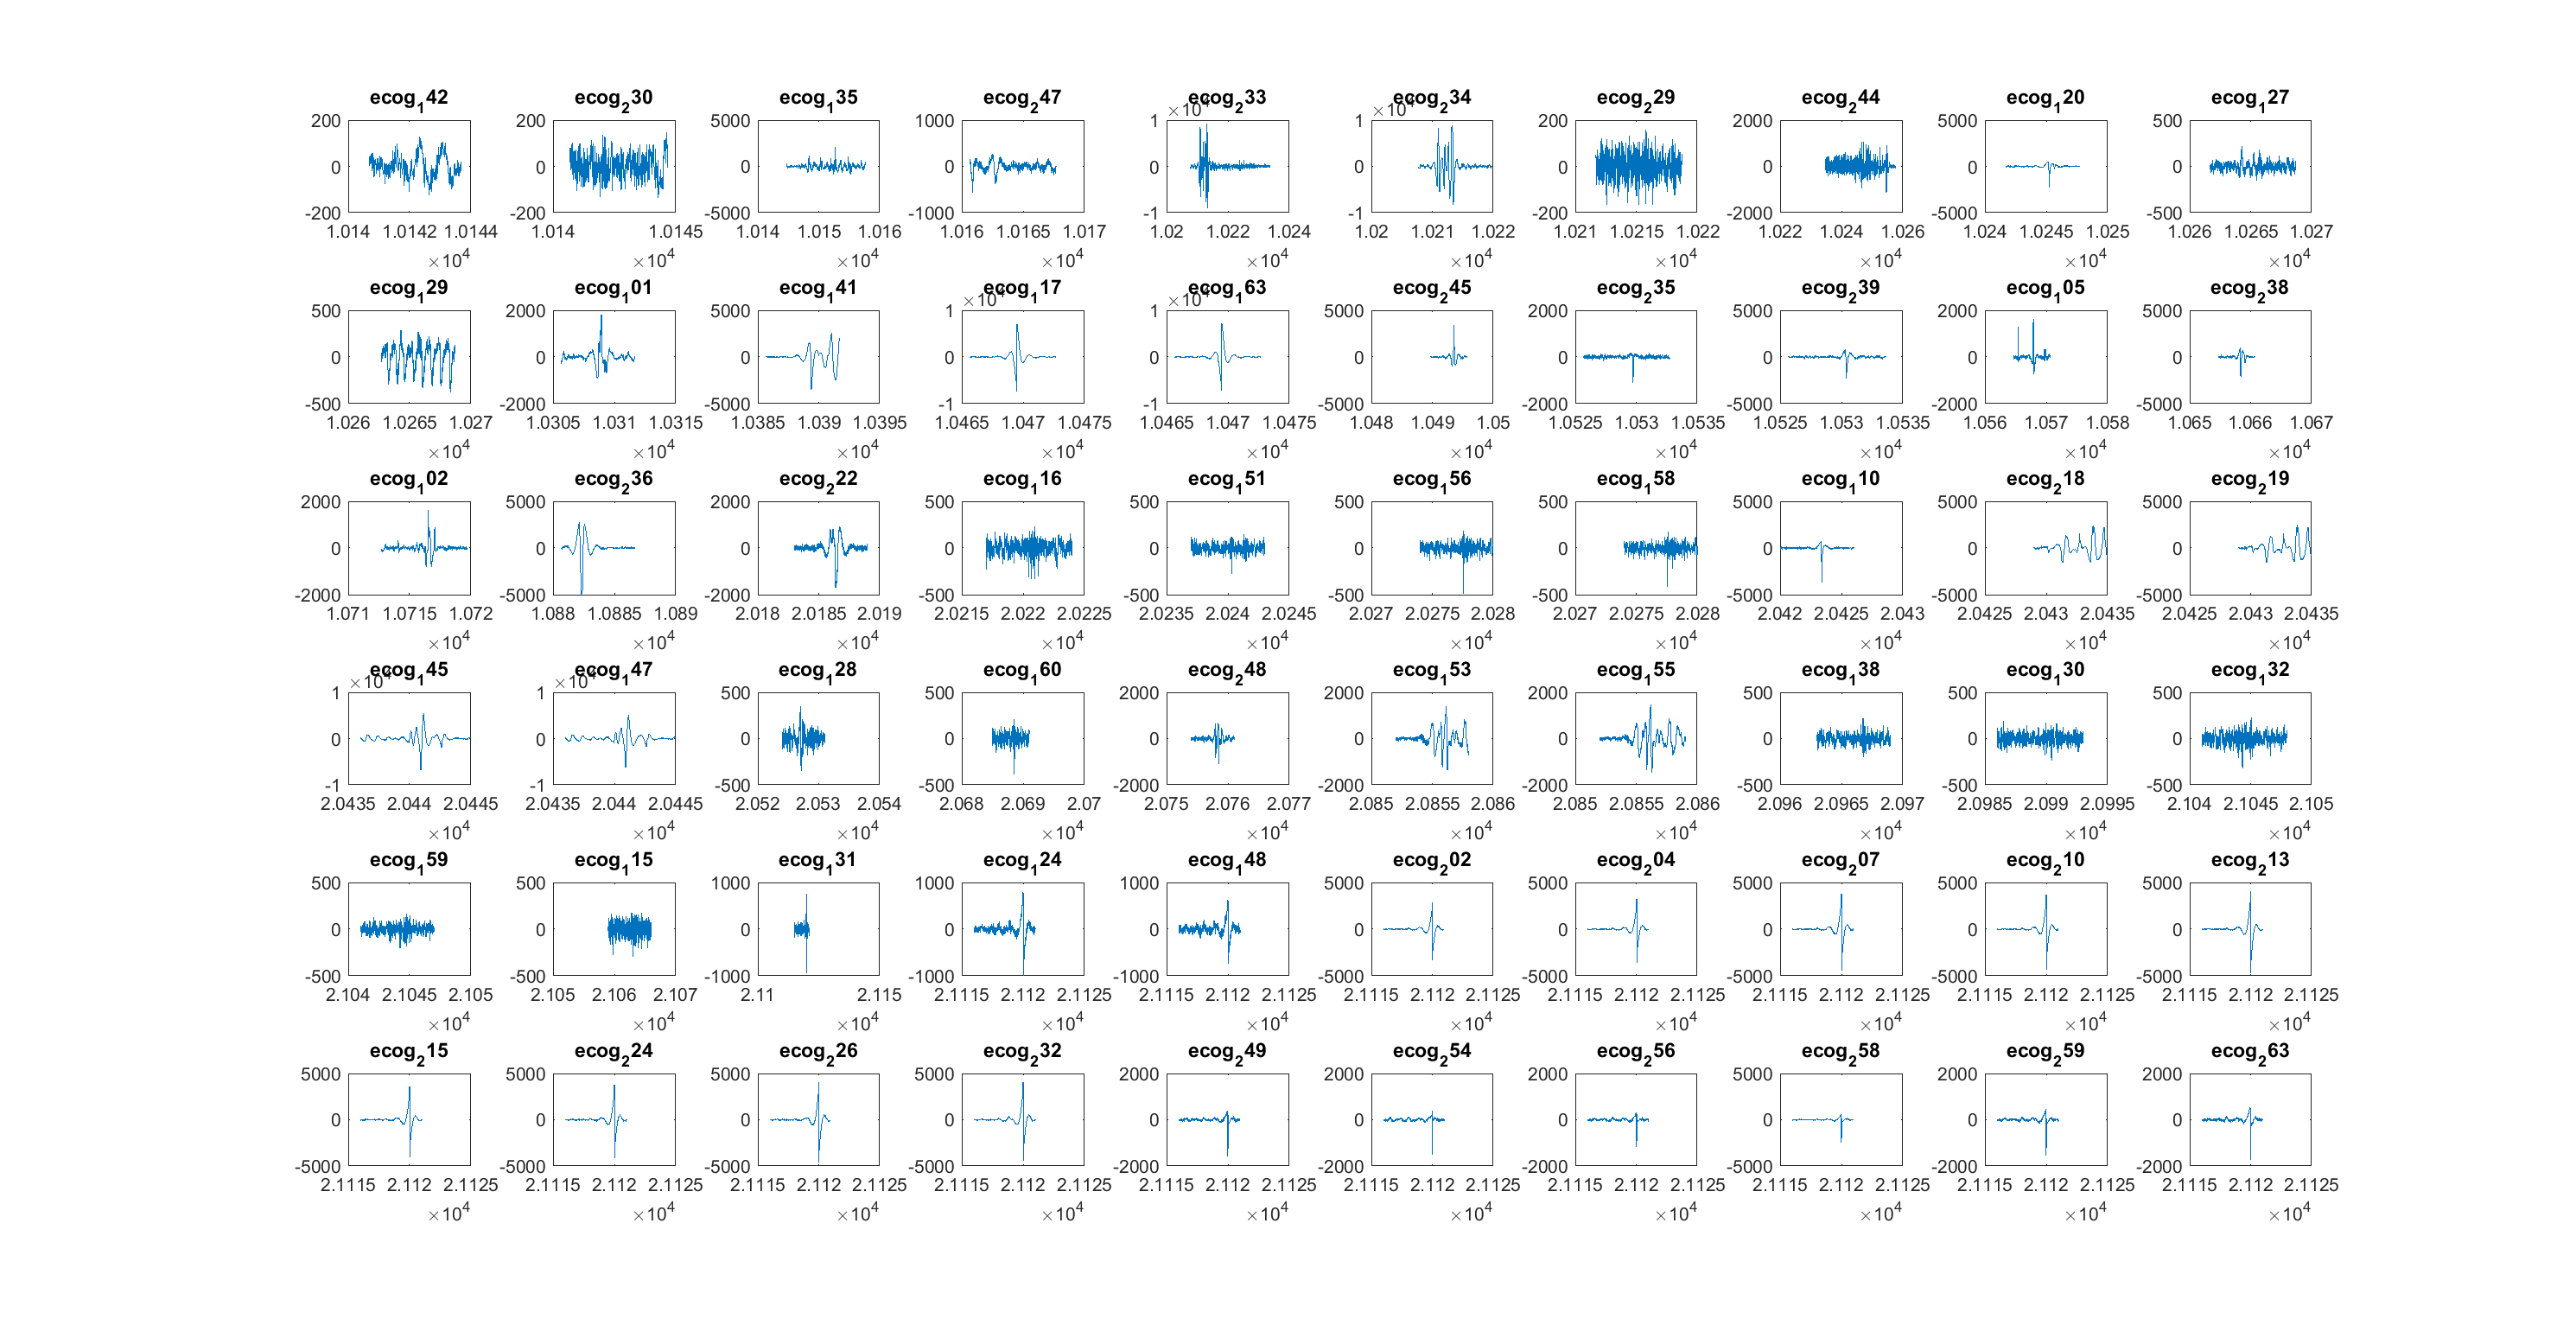 ecog₁42 ecog₂30 ecog₁35 ecog₂47 ecog₂33 ecog₂34 ecog₂29 ecog₂44 ecog₁20 ecog₁27
×10⁴ ×10⁴
200 200 5000 1000 1 1 200 2000 5000 500
0 0 0 0 0 0 0 0 0 0
-200 -200 -5000 -1000 -1 -1 -200 -2000 -5000 -500
1.014 1.0142 1.0144 1.014 1.0145 1.014 1.015 1.016 1.016 1.0165 1.017 1.02 1.022 1.024 1.02 1.021 1.022 1.021 1.0215 1.022 1.022 1.024 1.026 1.024 1.0245 1.025 1.026 1.0265 1.027
×10⁴ ×10⁴ ×10⁴ ×10⁴ ×10⁴ ×10⁴ ×10⁴ ×10⁴ ×10⁴ ×10⁴
ecog₁29 ecog₁01 ecog₁41 ecog₁17 ecog₁63 ecog₂45 ecog₂35 ecog₂39 ecog₁05 ecog₂38
×10⁴ ×10⁴
500 2000 5000 1 1 5000 2000 5000 2000 5000
0 0 0 0 0 0 0 0 0 0
-500 -2000 -5000 -1 -1 -5000 -2000 -5000 -2000 -5000
1.026 1.0265 1.027 1.0305 1.031 1.0315 1.0385 1.039 1.0395 1.0465 1.047 1.0475 1.0465 1.047 1.0475 1.048 1.049 1.05 1.0525 1.053 1.0535 1.0525 1.053 1.0535 1.056 1.057 1.058 1.065 1.066 1.067
×10⁴ ×10⁴ ×10⁴ ×10⁴ ×10⁴ ×10⁴ ×10⁴ ×10⁴ ×10⁴ ×10⁴
ecog₁02 ecog₂36 ecog₂22 ecog₁16 ecog₁51 ecog₁56 ecog₁58 ecog₁10 ecog₂18 ecog₂19
2000 5000 2000 500 500 500 500 5000 5000 5000
0 0 0 0 0 0 0 0 0 0
-2000 -5000 -2000 -500 -500 -500 -500 -5000 -5000 -5000
1.071 1.0715 1.072 1.088 1.0885 1.089 2.018 2.0185 2.019 2.0215 2.022 2.0225 2.0235 2.024 2.0245 2.027 2.0275 2.028 2.027 2.0275 2.028 2.042 2.0425 2.043 2.0425 2.043 2.0435 2.0425 2.043 2.0435
×10⁴ ×10⁴ ×10⁴ ×10⁴ ×10⁴ ×10⁴ ×10⁴ ×10⁴ ×10⁴ ×10⁴
ecog₁45 ecog₁47 ecog₁28 ecog₁60 ecog₂48 ecog₁53 ecog₁55 ecog₁38 ecog₁30 ecog₁32
×10⁴ ×10⁴
1 1 500 500 2000 2000 2000 500 500 500
0 0 0 0 0 0 0 0 0 0
-1 -1 -500 -500 -2000 -2000 -2000 -500 -500 -500
2.0435 2.044 2.0445 2.0435 2.044 2.0445 2.052 2.053 2.054 2.068 2.069 2.07 2.075 2.076 2.077 2.085 2.0855 2.086 2.085 2.0855 2.086 2.096 2.0965 2.097 2.0985 2.099 2.0995 2.104 2.1045 2.105
×10⁴ ×10⁴ ×10⁴ ×10⁴ ×10⁴ ×10⁴ ×10⁴ ×10⁴ ×10⁴ ×10⁴
ecog₁59 ecog₁15 ecog₁31 ecog₁24 ecog₁48 ecog₂02 ecog₂04 ecog₂07 ecog₂10 ecog₂13
500 500 1000 1000 1000 5000 5000 5000 5000 5000
0 0 0 0 0 0 0 0 0 0
-500 -500 -1000 -1000 -1000 -5000 -5000 -5000 -5000 -5000
2.104 2.1045 2.105 2.105 2.106 2.107 2.11 2.115 2.1115 2.112 2.1125 2.1115 2.112 2.1125 2.1115 2.112 2.1125 2.1115 2.112 2.1125 2.1115 2.112 2.1125 2.1115 2.112 2.1125 2.1115 2.112 2.1125
×10⁴ ×10⁴ ×10⁴ ×10⁴ ×10⁴ ×10⁴ ×10⁴ ×10⁴ ×10⁴ ×10⁴
ecog₂15 ecog₂24 ecog₂26 ecog₂32 ecog₂49 ecog₂54 ecog₂56 ecog₂58 ecog₂59 ecog₂63
5000 5000 5000 5000 2000 2000 2000 5000 2000 2000
0 0 0 0 0 0 0 0 0 0
-5000 -5000 -5000 -5000 -2000 -2000 -2000 -5000 -2000 -2000
2.1115 2.112 2.1125 2.1115 2.112 2.1125 2.1115 2.112 2.1125 2.1115 2.112 2.1125 2.1115 2.112 2.1125 2.1115 2.112 2.1125 2.1115 2.112 2.1125 2.1115 2.112 2.1125 2.1115 2.112 2.1125 2.1115 2.112 2.1125
×10⁴ ×10⁴ ×10⁴ ×10⁴ ×10⁴ ×10⁴ ×10⁴ ×10⁴ ×10⁴ ×10⁴